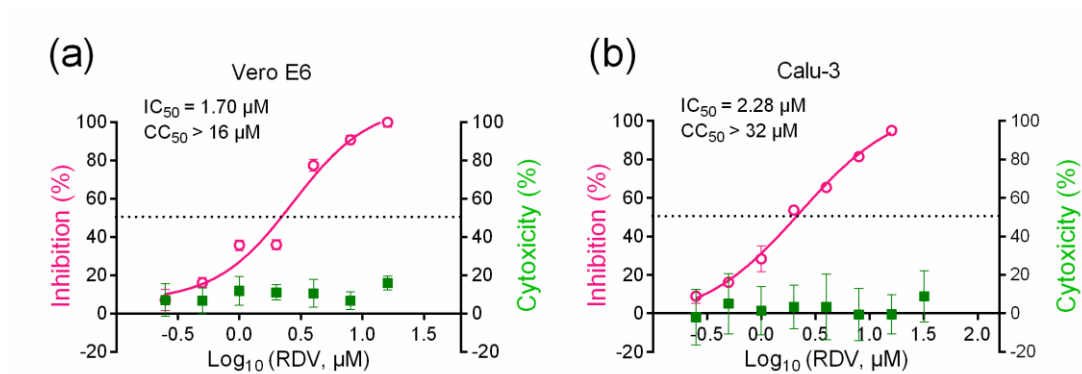 (a)
Vero E6
IC50 = 1.70 µM
CC50 > 16 µM
Inhibition (%)
100
80
60
40
20
0
-20
-0.5
0.0
0.5
1.0
1.5
Log10 (RDV, µM)
100
80
60
40
20
0
-20
Cytoxicity (%)
(b)
Calu-3
IC50 = 2.28 µM
CC50 > 32 µM
Inhibition (%)
100
80
60
40
20
0
-20
-0.5
0.0
0.5
1.0
1.5
2.0
Log10 (RDV, µM)
100
80
60
40
20
0
-20
Cytoxicity (%)